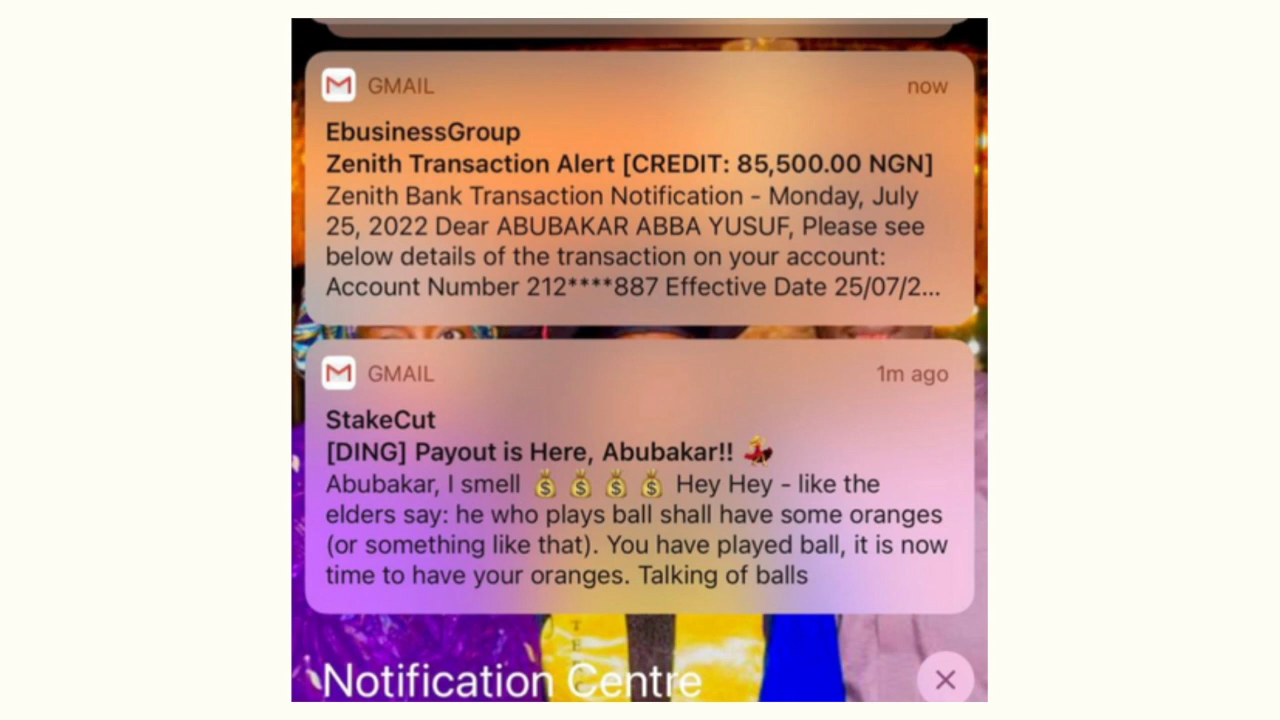 GMAIL now
EbusinessGroup
Zenith Transaction Alert [CREDIT: 85,500.00 NGN]
Zenith Bank Transaction Notification - Monday, July
25, 2022 Dear ABUBAKAR ABBA YUSUF, Please see
below details of the transaction on your account:
Account Number 212****887 Effective Date 25/07/2...
GMAIL 1m ago
StakeCut
[DING] Payout is Here, Abubakar!! 💃
Abubakar, I smell 💰 💰 💰 💰 Hey Hey - like the
elders say: he who plays ball shall have some oranges
(or something like that). You have played ball, it is now
time to have your oranges. Talking of balls
Notification Centre